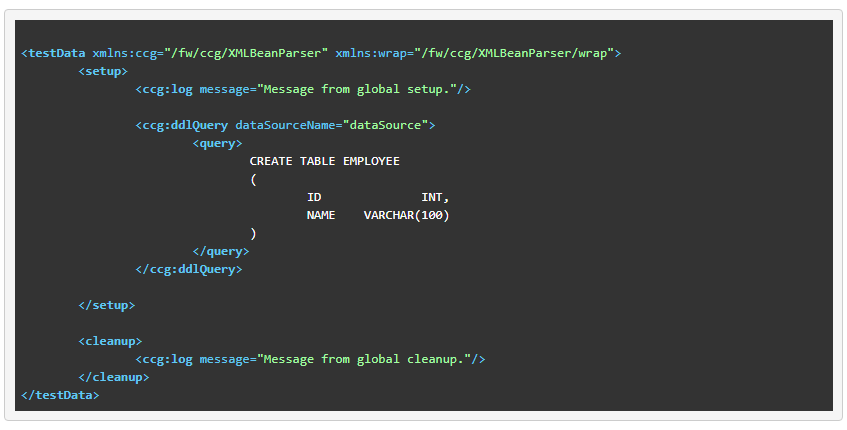 <testData xmlns:ccg="/fw/ccg/XMLBeanParser" xmlns:wrap="/fw/ccg/XMLBeanParser/wrap">
<setup>
<ccg:log message="Message from global setup."/>
<ccg:ddlQuery dataSourceName="dataSource">
<query>
CREATE TABLE EMPLOYEE
(
ID INT,
NAME VARCHAR(100)
)
</query>
</ccg:ddlQuery>
</setup>
<cleanup>
<ccg:log message="Message from global cleanup."/>
</cleanup>
</testData>